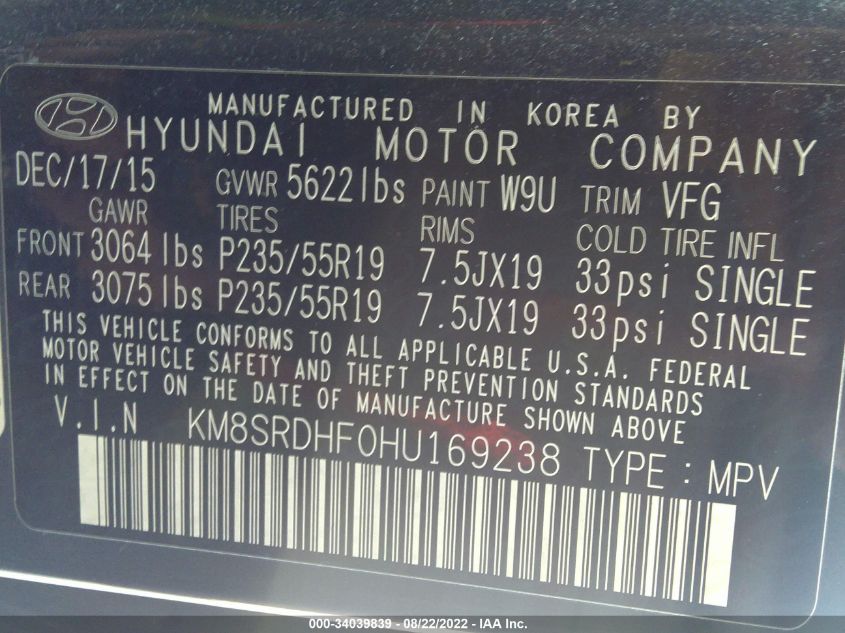 MANUFACTURED IN KOREA BY
HYUNDAI MOTOR COMPANY
DEC/17/15 GVWR 5622lbs PAINT W9U TRIM VFG
GAWR TIRES RIMS COLD TIRE INFL
FRONT 3064 lbs P235/55R19 7.5JX19 33psi SINGLE
REAR 3075 lbs P235/55R19 7.5JX19 33psi SINGLE
THIS VEHICLE CONFORMS TO ALL APPLICABLE U.S.A. FEDERAL
MOTOR VEHICLE SAFETY AND THEFT PREVENTION STANDARDS
IN EFFECT ON THE DATE OF MANUFACTURE SHOWN ABOVE
V.I.N KM8SRDHF0HU169238 TYPE : MPV
000-34039839 - 08/22/2022 - IAA Inc.